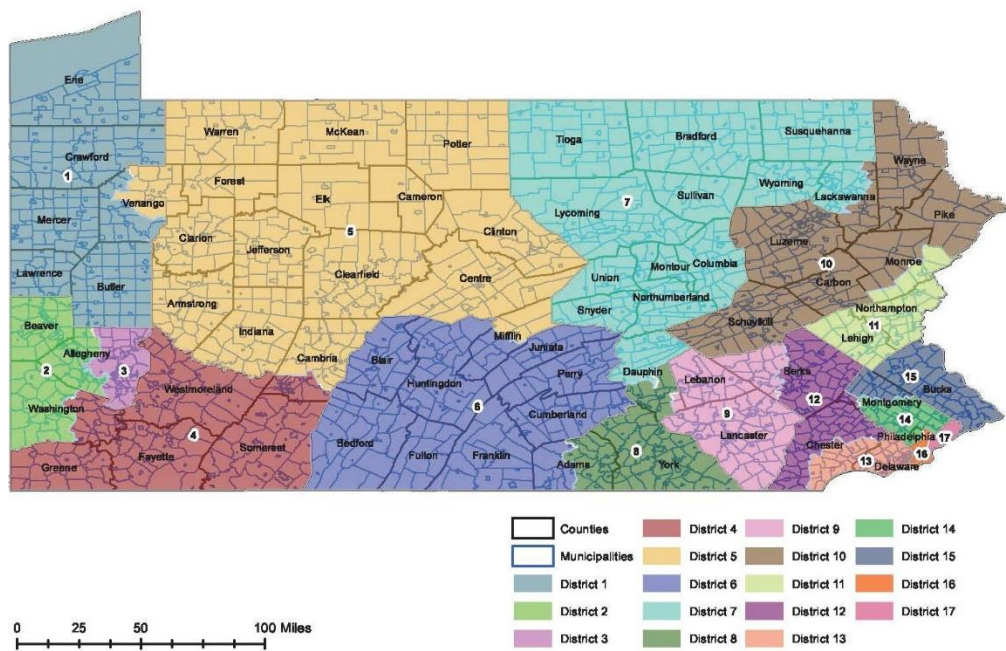 Erie
Warren
McKean
Potter
Tioga
Bradford
Susquehanna
Wayne
Crawford
1
Forest
Venango
Elk
Cameron
Sullivan
Wyoming
Lackawanna
Pike
Mercer
Lycoming
7
Clarion
Jefferson
5
Clinton
Luzerne
Lawrence
Butler
Clearfield
Centre
Union
Montour
Columbia
10
Monroe
Carbon
Armstrong
Snyder
Northumberland
Northampton
Beaver
Indiana
Mifflin
Schuylkill
11
Lehigh
Allegheny
Cambria
Blair
Juniata
2
3
Westmoreland
Huntingdon
Perry
Dauphin
Lebanon
Berks
15
Bucks
Washington
6
Cumberland
9
12
Montgomery
14
4
Somerset
Bedford
Lancaster
Philadelphia
17
Greene
Fayette
Fulton
Franklin
Adams
8
York
Chester
13
Delaware
16
Counties
District 4
District 9
District 14
Municipalities
District 5
District 10
District 15
District 1
District 6
District 11
District 16
District 2
District 7
District 12
District 17
District 3
District 8
District 13
0 20 40 60 80 100 Miles